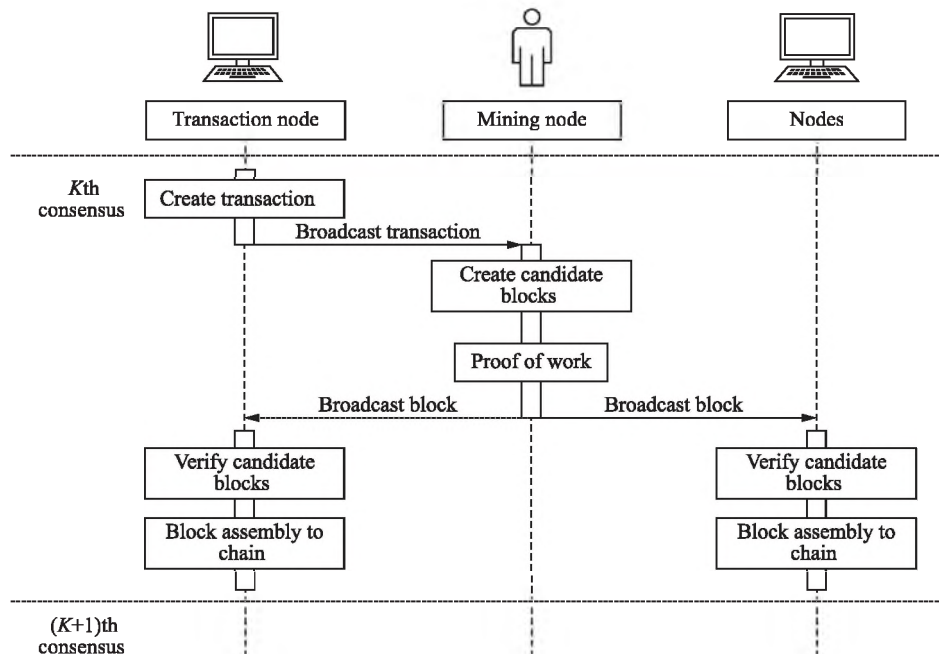 Transaction node
Mining node
Nodes
Kth
consensus
Create transaction
Broadcast transaction
Create candidate
blocks
Proof of work
Broadcast block
Broadcast block
Verify candidate
blocks
Verify candidate
blocks
Block assembly to
chain
Block assembly to
chain
(K+1)th
consensus